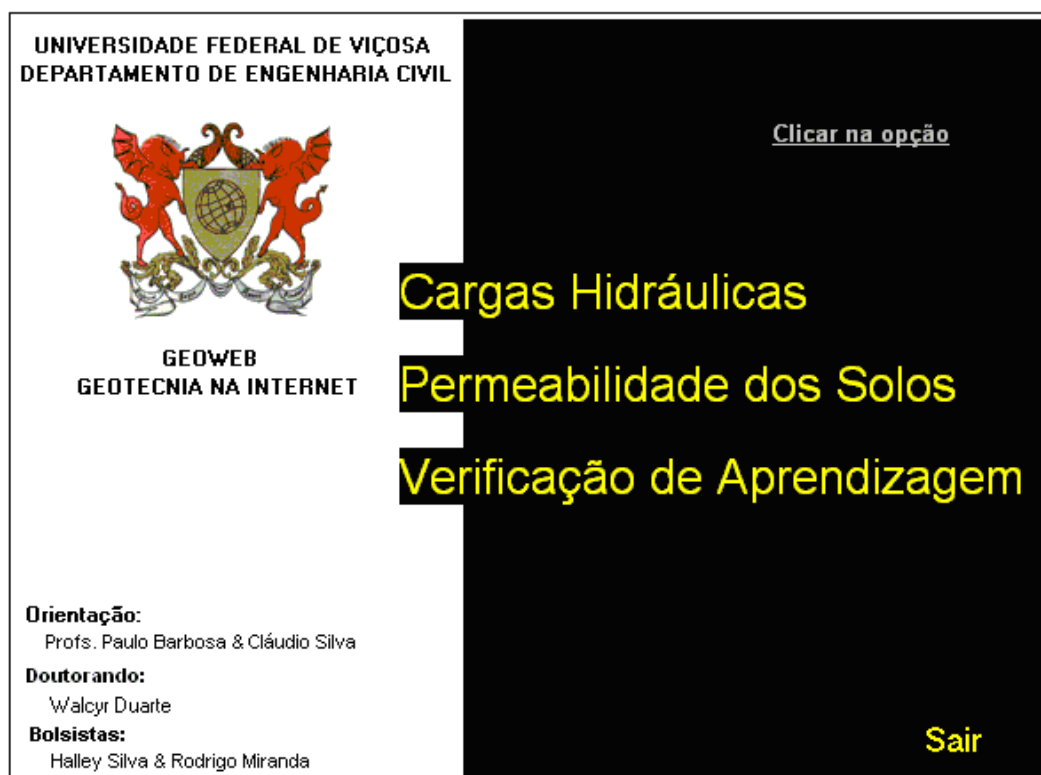 UNIVERSIDADE FEDERAL DE VIÇOSA
DEPARTAMENTO DE ENGENHARIA CIVIL
GEOWEB
GEOTECNIA NA INTERNET
Orientação:
Profs. Paulo Barbosa & Cláudio Silva
Doutorando:
Walcyr Duarte
Bolsistas:
Halley Silva & Rodrigo Miranda
Clicar na opção
Cargas Hidráulicas
Permeabilidade dos Solos
Verificação de Aprendizagem
Sair